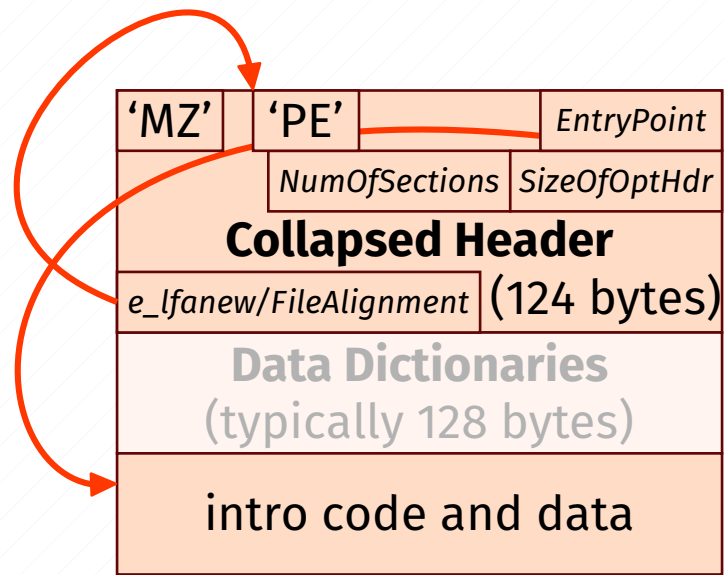 ‘MZ’ ‘PE’ EntryPoint
NumOfSections SizeOfOptHdr
Collapsed Header
e_lfanew/FileAlignment (124 bytes)
Data Dictionaries
(typically 128 bytes)
intro code and data